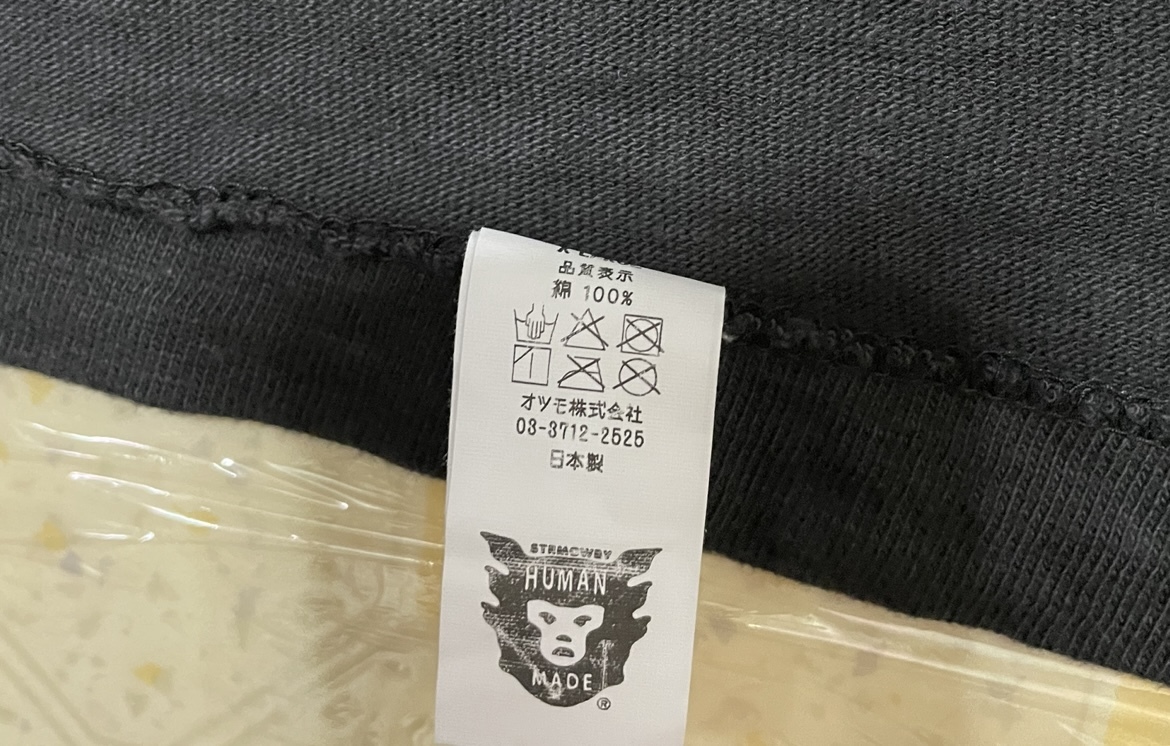 品質表示
綿 100%
オツモ株式会社
03-3712-2525
日本製
STRMCWBY
HUMAN
MADE
®